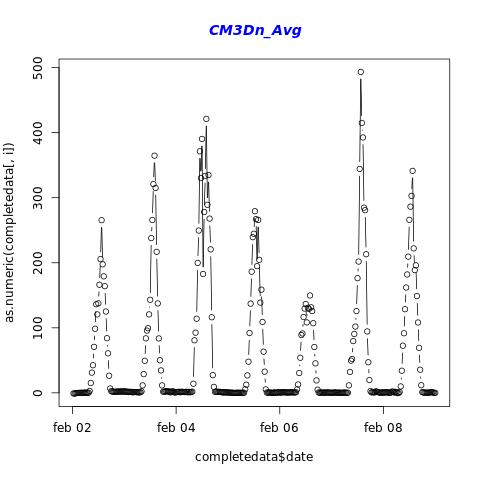 CM3Dn_Avg
as.numeric(completedata[, i])
500
400
300
200
100
0
feb 02
feb 04
feb 06
feb 08
completedata$date